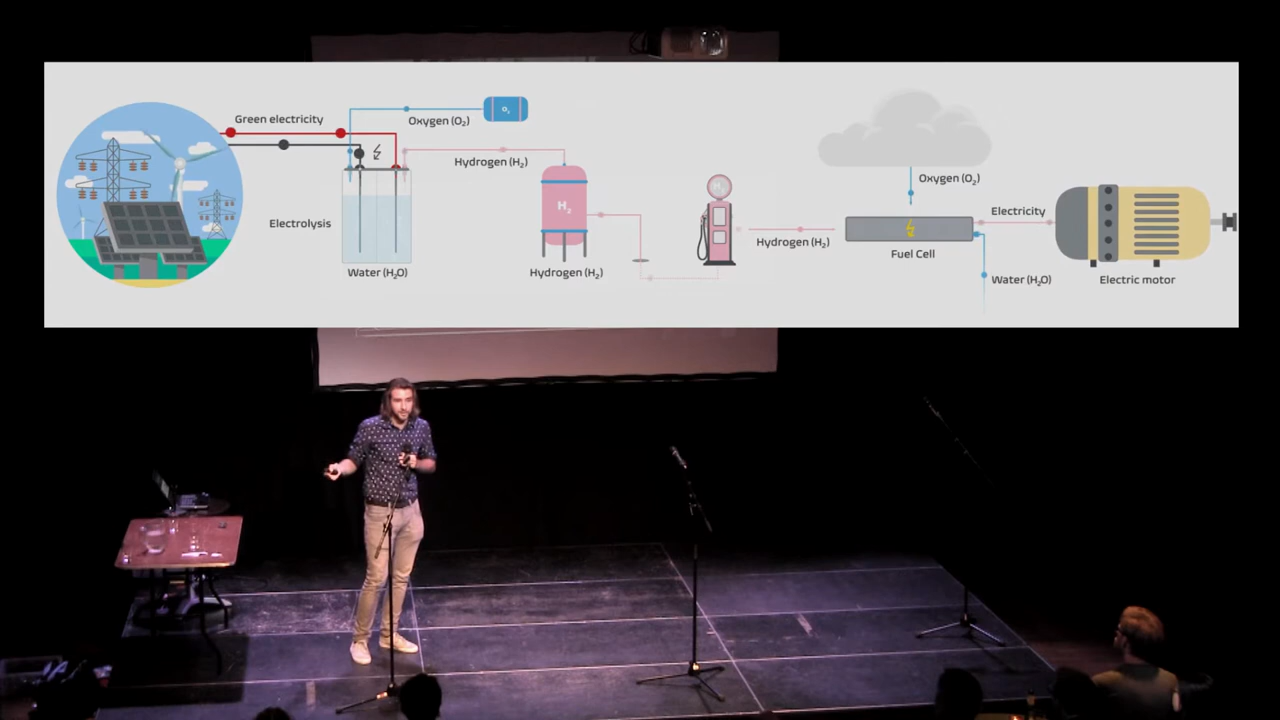 Green electricity
Oxygen (O₂)
O₂
Hydrogen (H₂)
Electrolysis
Water (H₂O)
H₂
Hydrogen (H₂)
H₂
Hydrogen (H₂)
Oxygen (O₂)
Fuel Cell
Electricity
Water (H₂O)
Electric motor